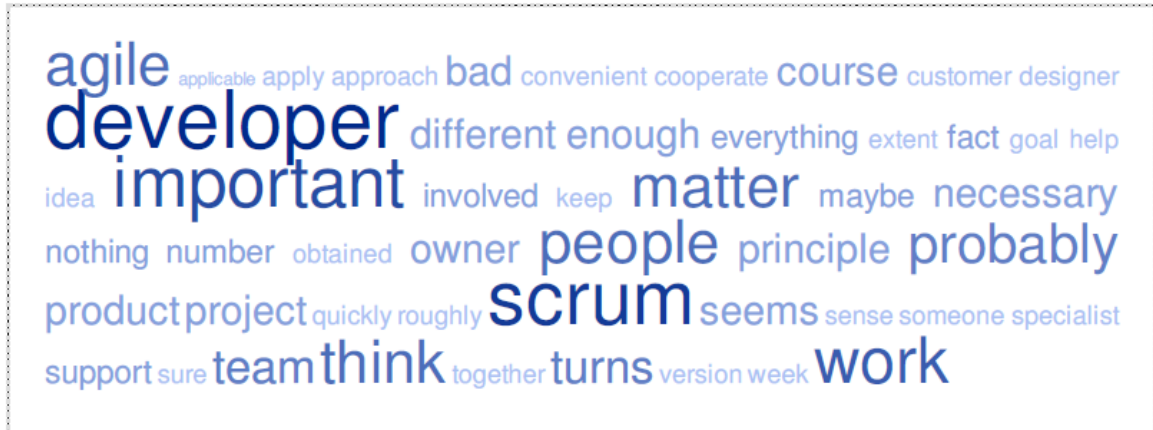 agile applicable apply approach bad convenient cooperate course customer designer
developer different enough everything extent fact goal help
idea important involved keep matter maybe necessary
nothing number obtained owner people principle probably
product project quickly roughly scrum seems sense someone specialist
support sure team think together turns version week work